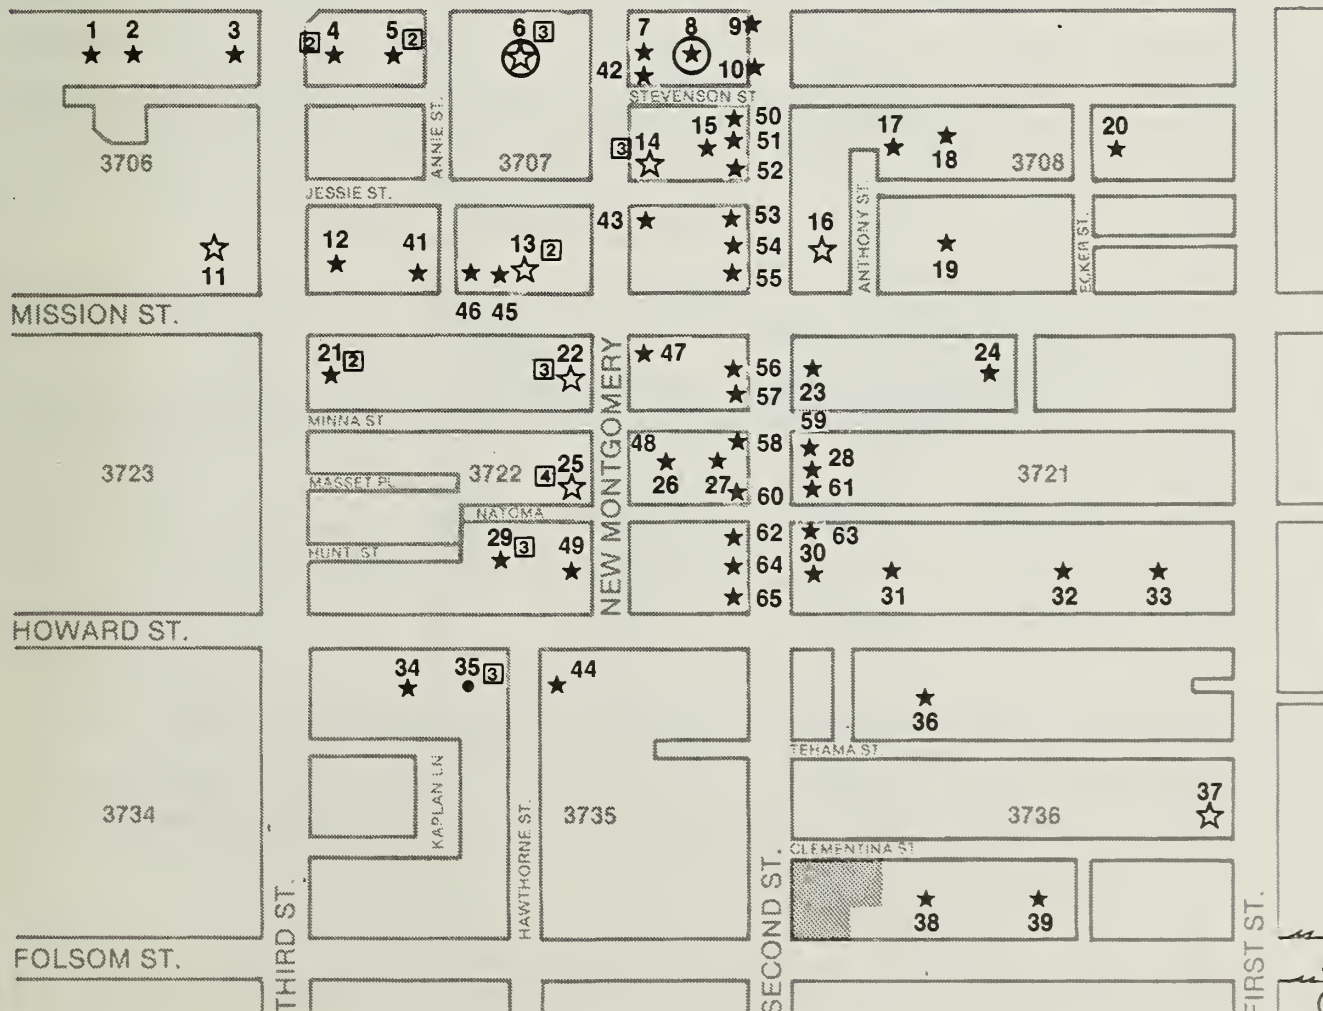 1 2 3 4 5 6 3 7 8 9
2 2
42 10
STEVENSON ST
50
3706 ANNIE ST. 3707 3 14 15 51 17 18 3708 20
52
JESSIE ST.
43 53 16 ANTHONY ST. ECKER ST.
12 41 13 2 54 19
11 55
46 45
MISSION ST.
21 2 3 22 47 56 24
57 23
MINNA ST 59
NEW MONTGOMERY
48 58
3723 3722 25 28 3721
MASSET PL 4 26 27 60 61
NATOMA
HUNT ST 29 3 49 62 63
30
64
65 31 32 33
HOWARD ST.
34 35 3 44
36
TEHAMA ST.
37
3734 KAPLAN LN HAWTHORNE ST. 3735 3736
CLEMENTINA ST
38 39
THIRD ST. SECOND ST. FIRST ST.
FOLSOM ST.